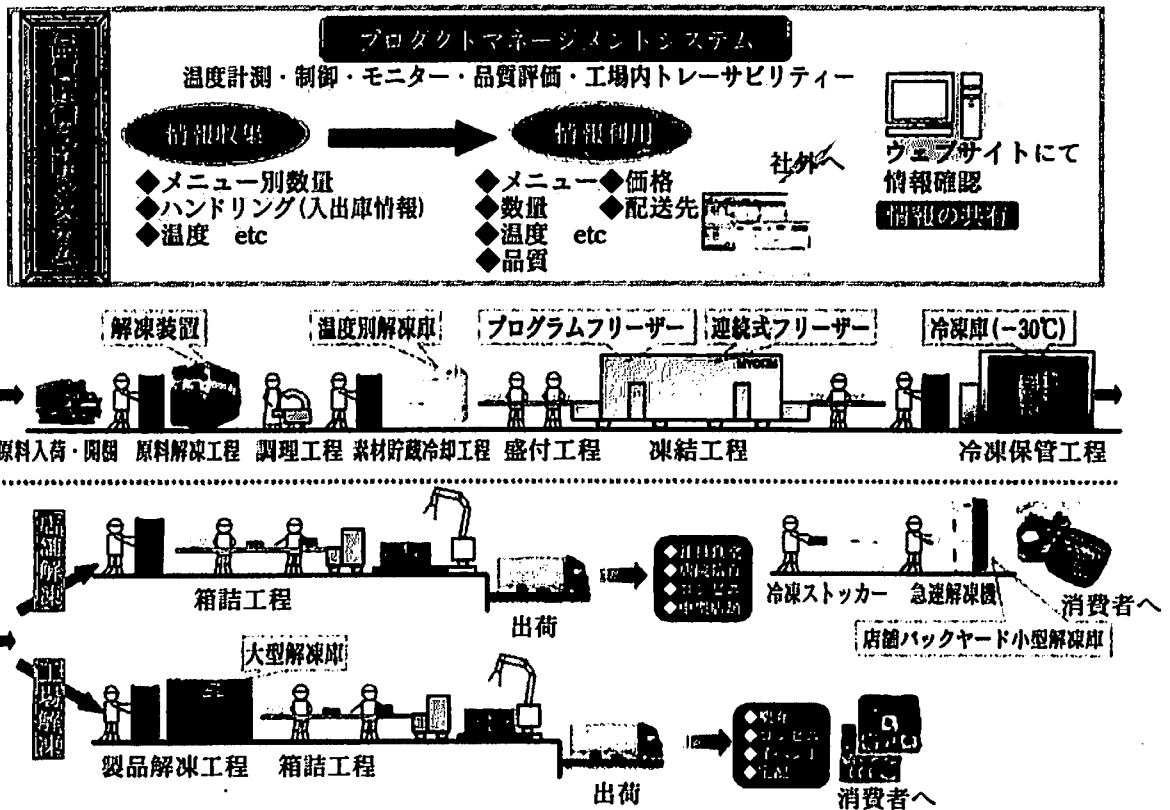 プロダクトマネージメントシステム
温度計測・制御・モニター・品質評価・工場内トレーサビリティー
情報収集
情報利用
◆メニュー別数量
◆ハンドリング(入出庫情報)
◆温度 etc
◆メニュー◆価格
◆数量 ◆配送先
◆温度 etc
◆品質
社外へ
ウェブサイトにて
情報確認
情報の共有
解凍装置
温度別解凍庫
プログラムフリーザー
連続式フリーザー
冷凍庫(−30℃)
原料入荷・開梱
原料解凍工程
調理工程
素材貯蔵冷却工程
盛付工程
凍結工程
冷凍保管工程
店舗解凍
箱詰工程
出荷
冷凍ストッカー
急速解凍機
消費者へ
店舗バックヤード小型解凍庫
工場解凍
大型解凍庫
製品解凍工程
箱詰工程
出荷
消費者へ